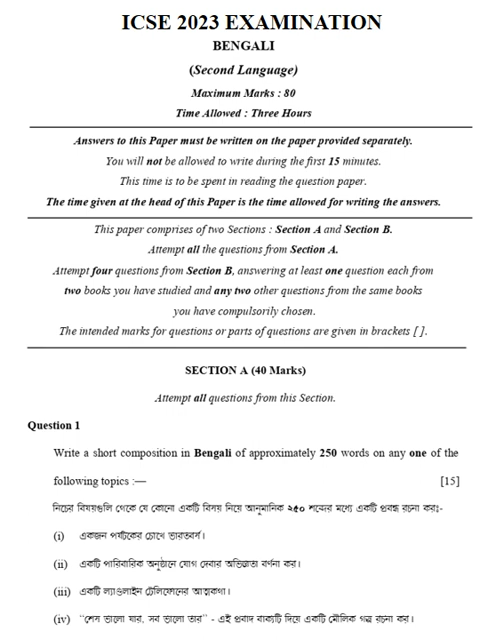 ICSE 2023 EXAMINATION
BENGALI
(Second Language)
Maximum Marks : 80
Time Allowed : Three Hours
Answers to this Paper must be written on the paper provided separately.
You will not be allowed to write during the first 15 minutes.
This time is to be spent in reading the question paper.
The time given at the head of this Paper is the time allowed for writing the answers.
This paper comprises of two Sections : Section A and Section B.
Attempt all the questions from Section A.
Attempt four questions from Section B, answering at least one question each from
two books you have studied and any two other questions from the same books
you have compulsorily chosen.
The intended marks for questions or parts of questions are given in brackets [ ].
SECTION A (40 Marks)
Attempt all questions from this Section.
Question 1
Write a short composition in Bengali of approximately 250 words on any one of the
following topics :— [15]
নিচের বিষয়গুলি থেকে যে কোনো একটি বিসয় নিয়ে আনুমানিক ২৫০ শব্দের মধ্যে একটি প্রবন্ধ রচনা করঃ-
(i) একজন পর্যটকের চোখে ভারতবর্ষ।
(ii) একটি পারিবারিক অনুষ্ঠানে যোগ দেবার অভিজ্ঞতা বর্ণনা কর।
(iii) একটি ল্যাণ্ডলাইন টেলিফোনের আত্মকথা।
(iv) “শেষ ভালো যার, সব ভালো তার” - এই প্রবাদ বাক্যটি দিয়ে একটি মৌলিক গল্প রচনা কর।